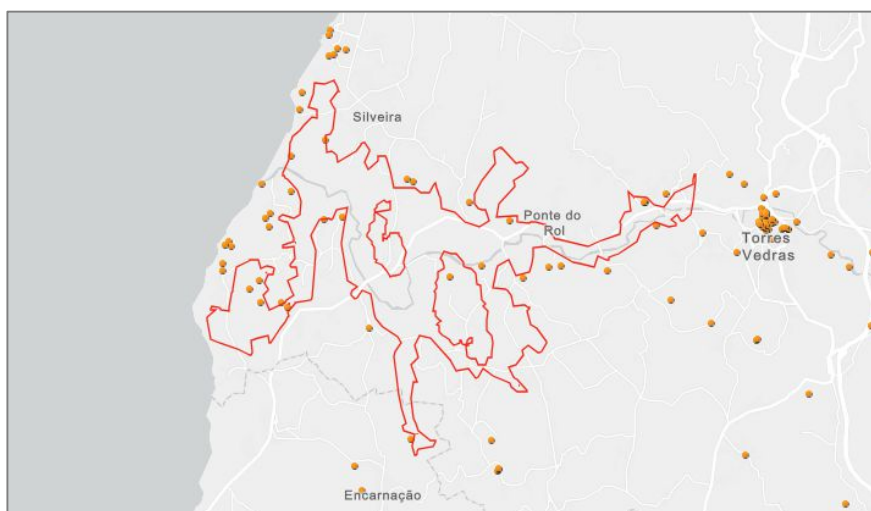 Silveira
Ponte do
Rol
Torres
Vedras
Encarnação